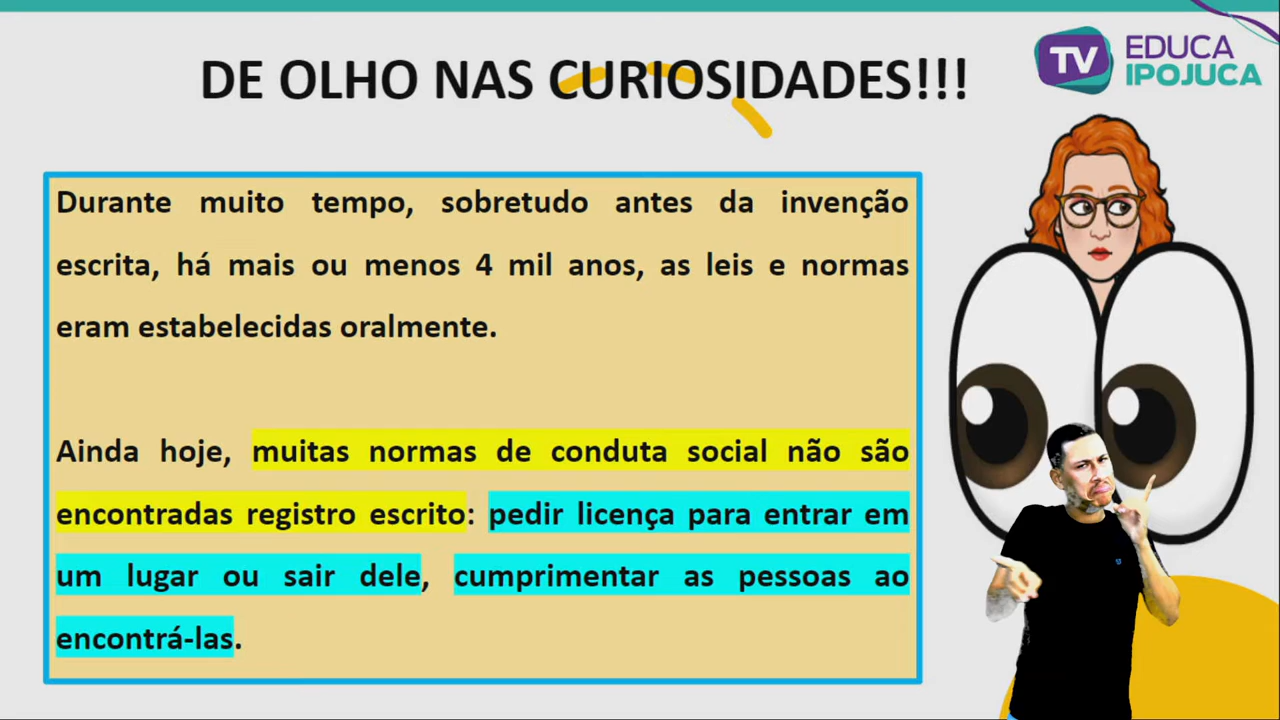 DE OLHO NAS CURIOSIDADES!!!
TV EDUCA
IPOJUCA
Durante muito tempo, sobretudo antes da invenção
escrita, há mais ou menos 4 mil anos, as leis e normas
eram estabelecidas oralmente.
Ainda hoje, muitas normas de conduta social não são
encontradas registro escrito: pedir licença para entrar em
um lugar ou sair dele, cumprimentar as pessoas ao
encontrá-las.